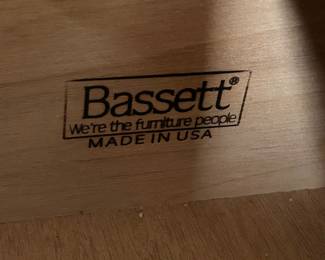 Bassett®
We're the furniture people
MADE IN USA